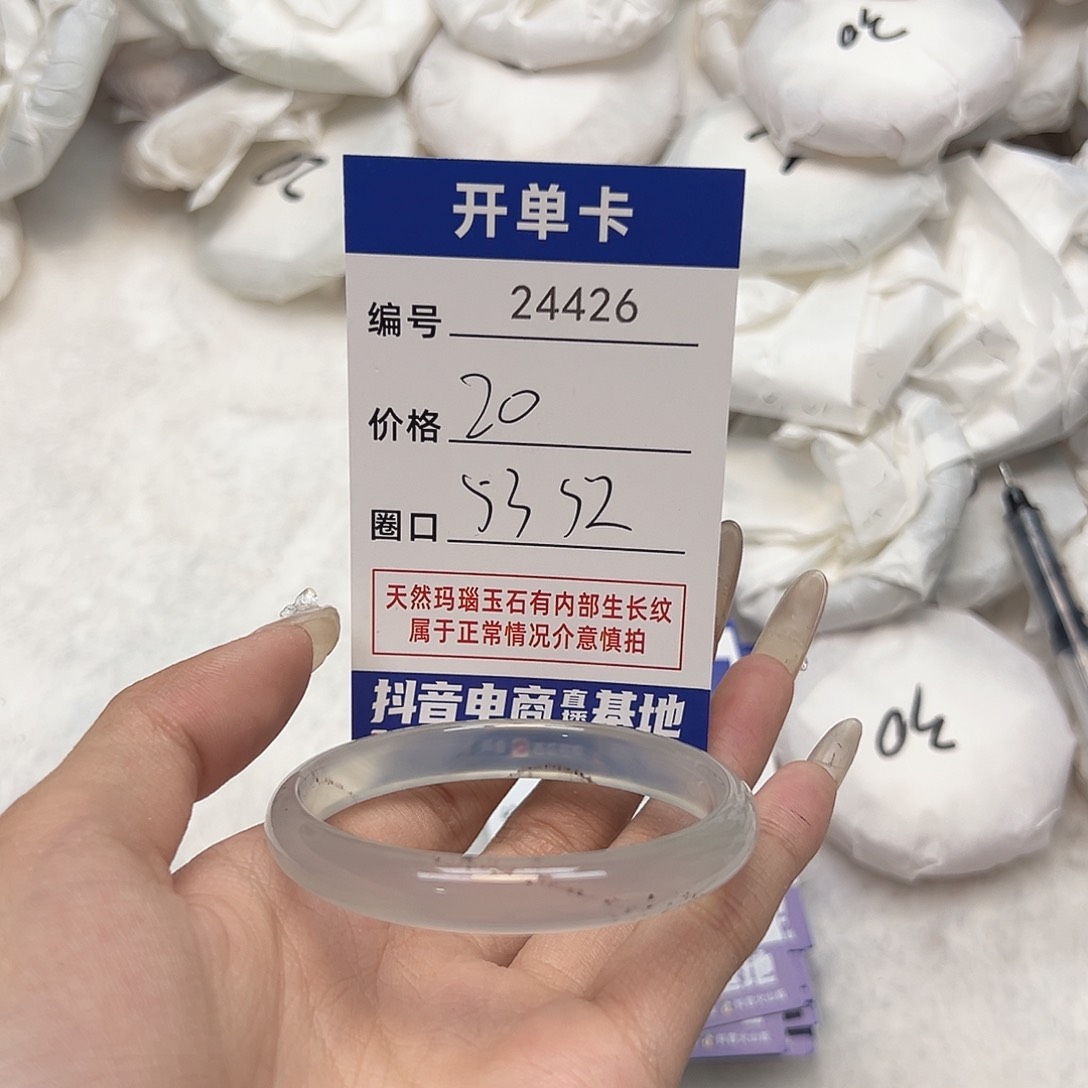 开单卡
编号 24426
价格 20
圈口 53 52
天然玛瑙玉石有内部生长纹
属于正常情况介意慎拍
抖音电商直播基地